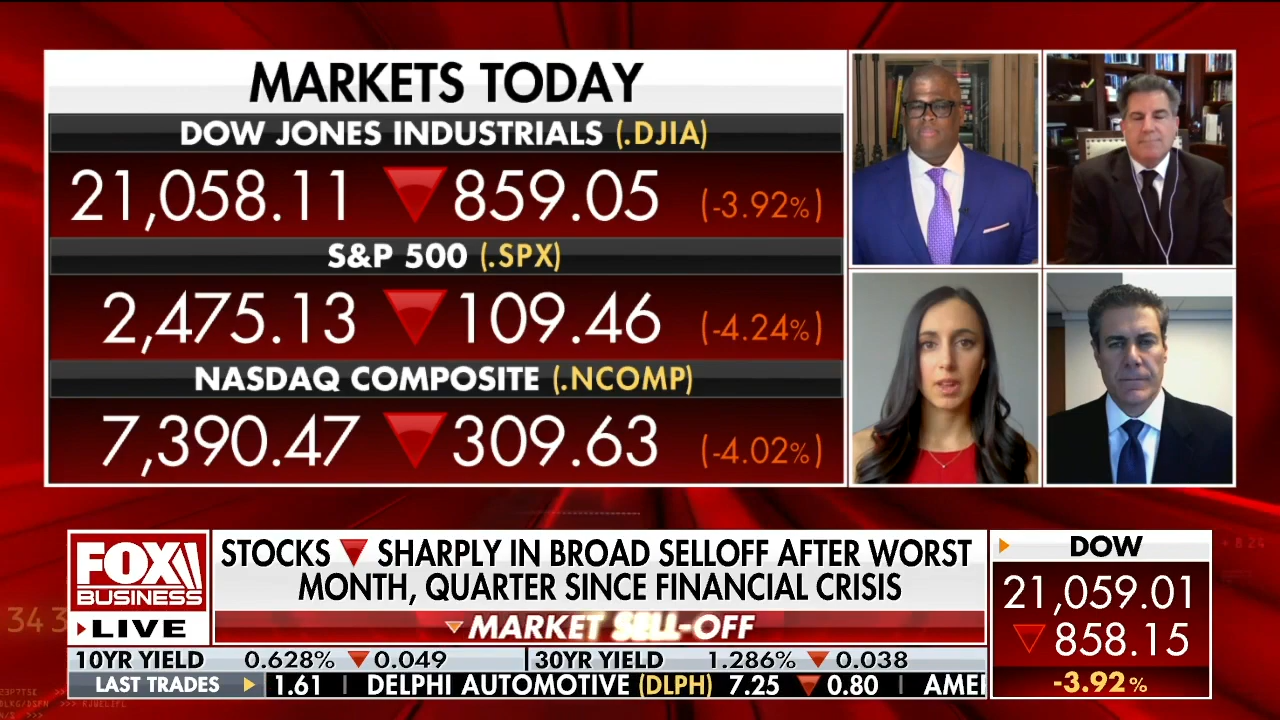 MARKETS TODAY
DOW JONES INDUSTRIALS (.DJIA)
21,058.11 ▼ 859.05 (-3.92%)
S&P 500 (.SPX)
2,475.13 ▼ 109.46 (-4.24%)
NASDAQ COMPOSITE (.NCOMP)
7,390.47 ▼ 309.63 (-4.02%)
FOX BUSINESS
LIVE
STOCKS ▼ SHARPLY IN BROAD SELLOFF AFTER WORST
MONTH, QUARTER SINCE FINANCIAL CRISIS
MARKET SELL-OFF
DOW
21,059.01
▼ 858.15
-3.92%
10YR YIELD 0.628% ▼ 0.049 | 30YR YIELD 1.286% ▼ 0.038
LAST TRADES 1.61 | DELPHI AUTOMOTIVE (DLPH) 7.25 ▼ 0.80 | AMEI
34 3